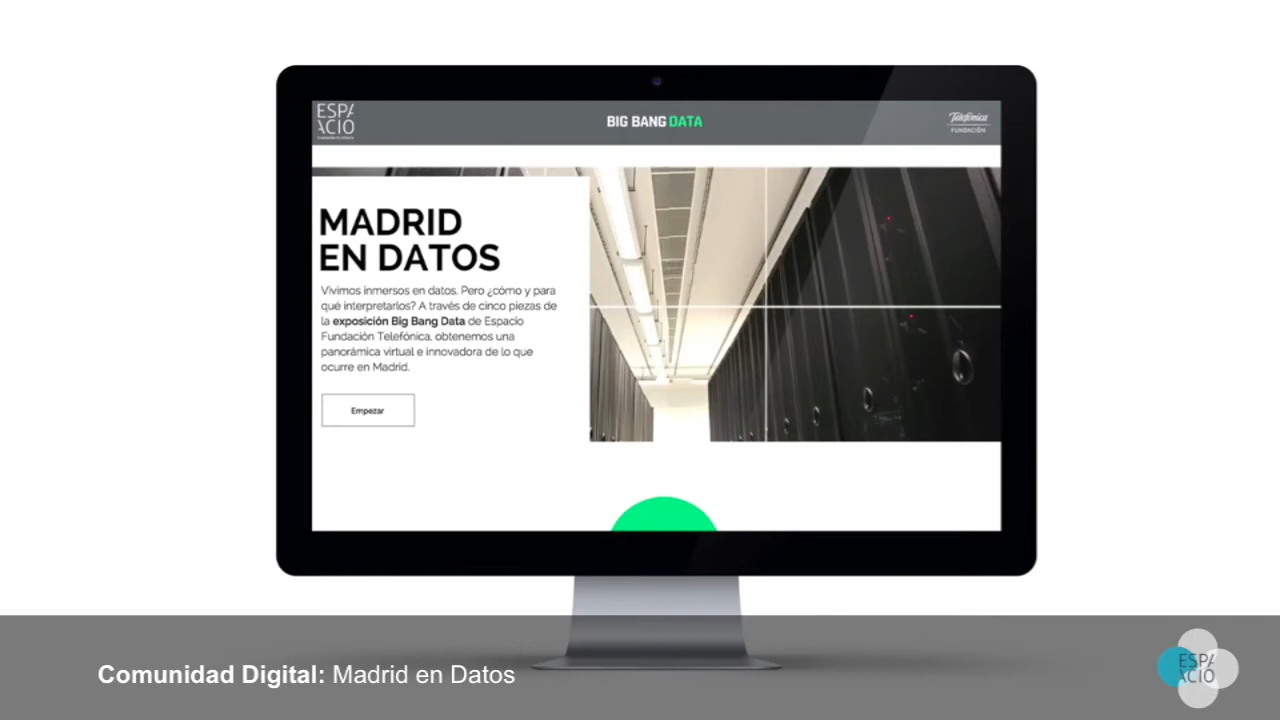 ESPA
ACIO
BIG BANG DATA
Telefónica
FUNDACIÓN
MADRID
EN DATOS
Vivimos inmersos en datos. Pero ¿cómo y para
qué interpretarlos? A través de cinco piezas de
la exposición Big Bang Data de Espacio
Fundación Telefónica, obtenemos una
panorámica virtual e innovadora de lo que
ocurre en Madrid.
Empezar
Comunidad Digital: Madrid en Datos
ESPA
ACIO